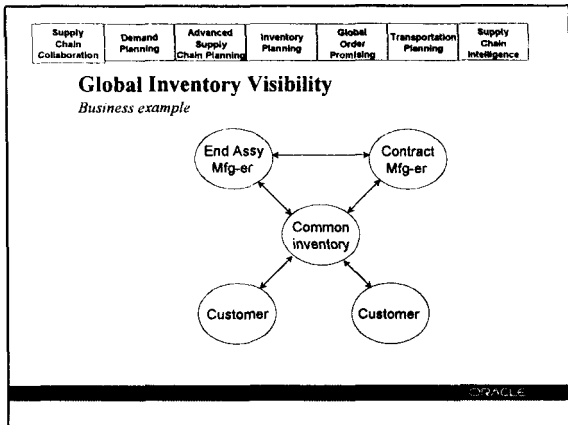 Supply
Chain
Collaboration
Demand
Planning
Advanced
Supply
Chain Planning
Inventory
Planning
Global
Order
Promising
Transportation
Planning
Supply
Chain
Intelligence
Global Inventory Visibility
Business example
End Assy
Mfg-er
Contract
Mfg-er
Common
inventory
Customer
Customer
ORACLE